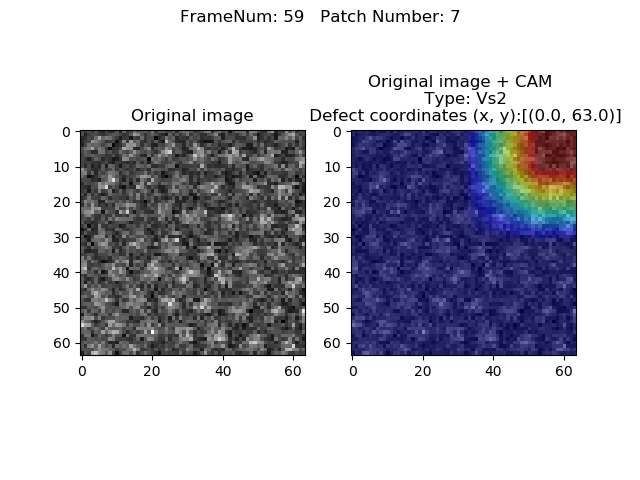 FrameNum: 59   Patch Number: 7
Original image
Original image + CAM
Type: Vs2
Defect coordinates (x, y):[(0.0, 63.0)]
0
10
20
30
40
50
60
0 20 40 60
0
10
20
30
40
50
60
0 20 40 60